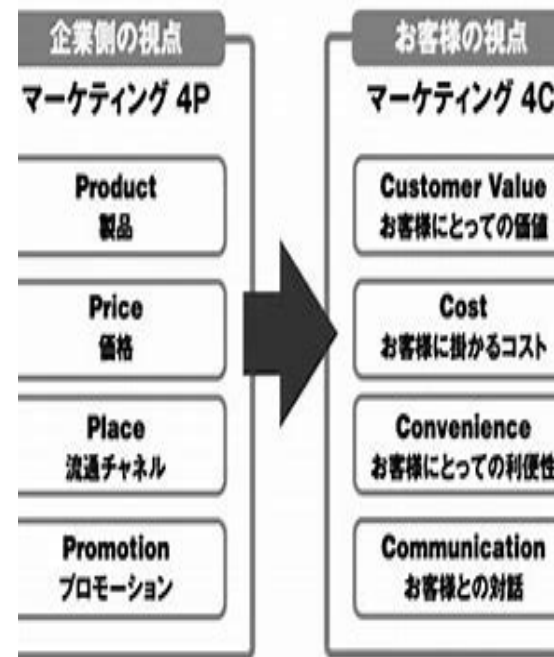 企業側の視点
マーケティング 4P
Product
製品
Price
価格
Place
流通チャネル
Promotion
プロモーション
お客様の視点
マーケティング 4C
Customer Value
お客様にとっての価値
Cost
お客様に掛かるコスト
Convenience
お客様にとっての利便性
Communication
お客様との対話